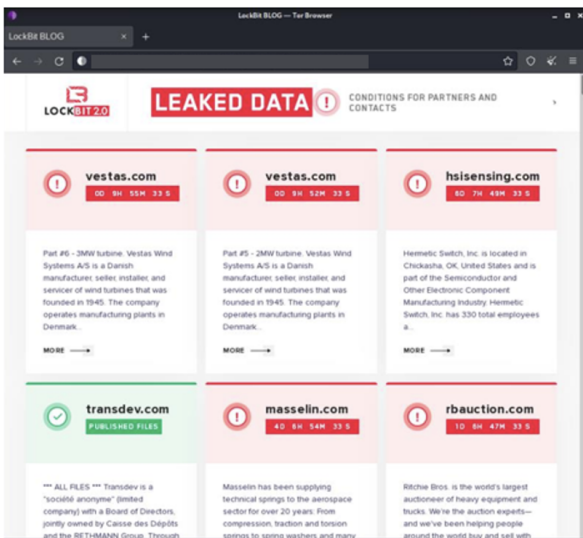 LockBit BLOG — Tor Browser
LockBit BLOG × +
LOCKBIT 2.0
LEAKED DATA
CONDITIONS FOR PARTNERS AND
CONTACTS
vestas.com
0D 9H 55M 33 S
Part #6 - 3MW turbine. Vestas Wind
Systems A/S is a Danish
manufacturer, seller, installer, and
servicer of wind turbines that was
founded in 1945. The company
operates manufacturing plants in
Denmark...
MORE
vestas.com
0D 9H 52M 33 S
Part #5 - 2MW turbine. Vestas Wind
Systems A/S is a Danish
manufacturer, seller, installer, and
servicer of wind turbines that was
founded in 1945. The company
operates manufacturing plants in
Denmark...
MORE
hsisensing.com
6D 7H 49M 33 S
Hermetic Switch, Inc. is located in
Chickasha, OK, United States and is
part of the Semiconductor and
Other Electronic Component
Manufacturing Industry. Hermetic
Switch, Inc. has 330 total employees
a...
MORE
transdev.com
PUBLISHED FILES
*** ALL FILES *** Transdev is a
"société anonyme" (limited
company) with a Board of Directors,
jointly owned by Caisse des Dépôts
and the RETHMANN Group. Through
masselin.com
4D 8H 54M 33 S
Masselin has been supplying
technical springs to the aerospace
sector for over 20 years. From
compression, traction and torsion
springs to spring washers and many
rbauction.com
1D 6H 47M 33 S
Ritchie Bros. is the world's largest
auctioneer of heavy equipment and
trucks. We're the auction experts—
and we've been helping people
around the world buy and sell with